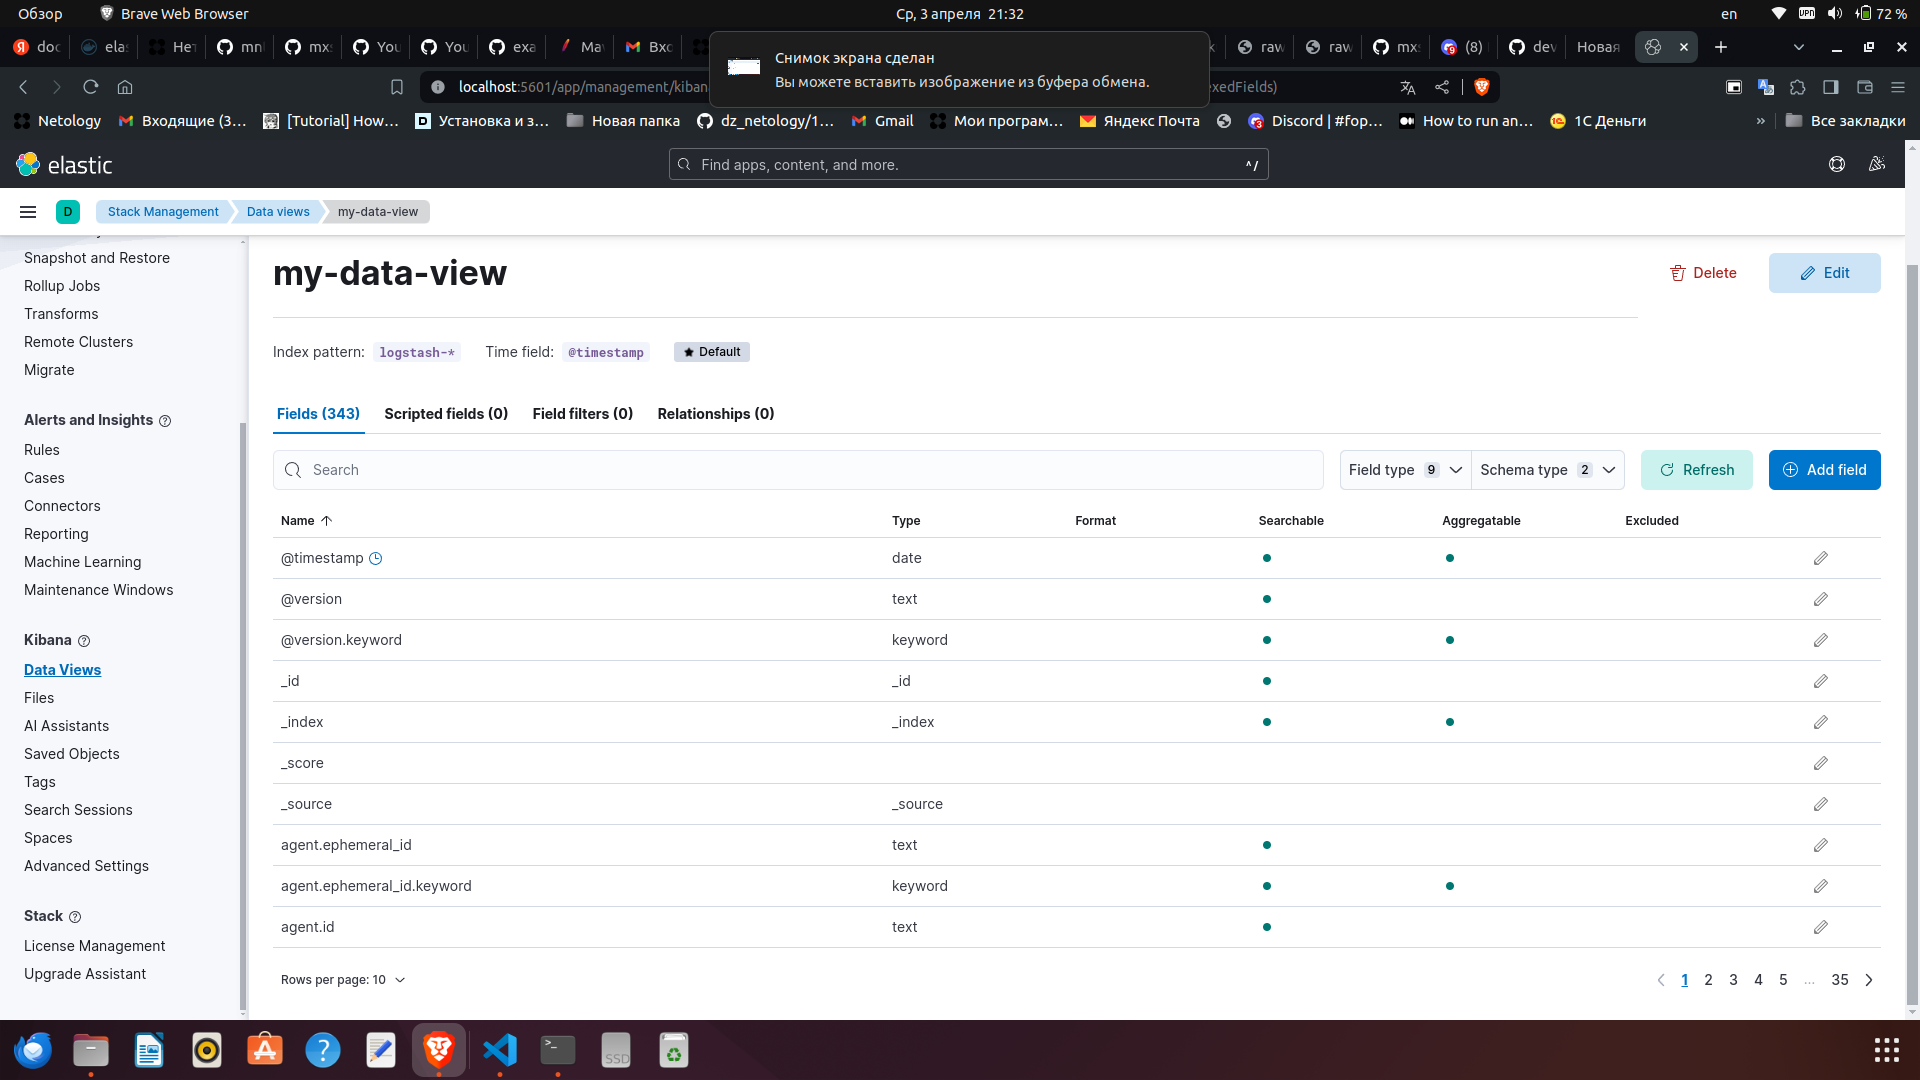 Обзор
Brave Web Browser
Ср, 3 апреля 21:32
en
VPN
72 %
doc
ela
Нет
mn
mxs
You
You
exa
Ma
Вхо
raw
raw
mxs
(8)
dev
Новая
Снимок экрана сделан
Вы можете вставить изображение из буфера обмена.
localhost:5601/app/management/kiban
xedFields)
Netology
Входящие (3…
[Tutorial] How…
Установка и з…
Новая папка
dz_netology/1…
Gmail
Мои програм…
Яндекс Почта
Discord | #fop…
How to run an…
1С Деньги
»
Все закладки
elastic
Find apps, content, and more.
^/
D
Stack Management
Data views
my-data-view
Snapshot and Restore
Rollup Jobs
Transforms
Remote Clusters
Migrate
Alerts and Insights
Rules
Cases
Connectors
Reporting
Machine Learning
Maintenance Windows
Kibana
Data Views
Files
AI Assistants
Saved Objects
Tags
Search Sessions
Spaces
Advanced Settings
Stack
License Management
Upgrade Assistant
my-data-view
Delete
Edit
Index pattern: logstash-* Time field: @timestamp Default
Fields (343) Scripted fields (0) Field filters (0) Relationships (0)
Search
Field type 9
Schema type 2
Refresh
Add field
Name Type Format Searchable Aggregatable Excluded
@timestamp date
@version text
@version.keyword keyword
_id _id
_index _index
_score
_source _source
agent.ephemeral_id text
agent.ephemeral_id.keyword keyword
agent.id text
Rows per page: 10
1 2 3 4 5 … 35
SSD